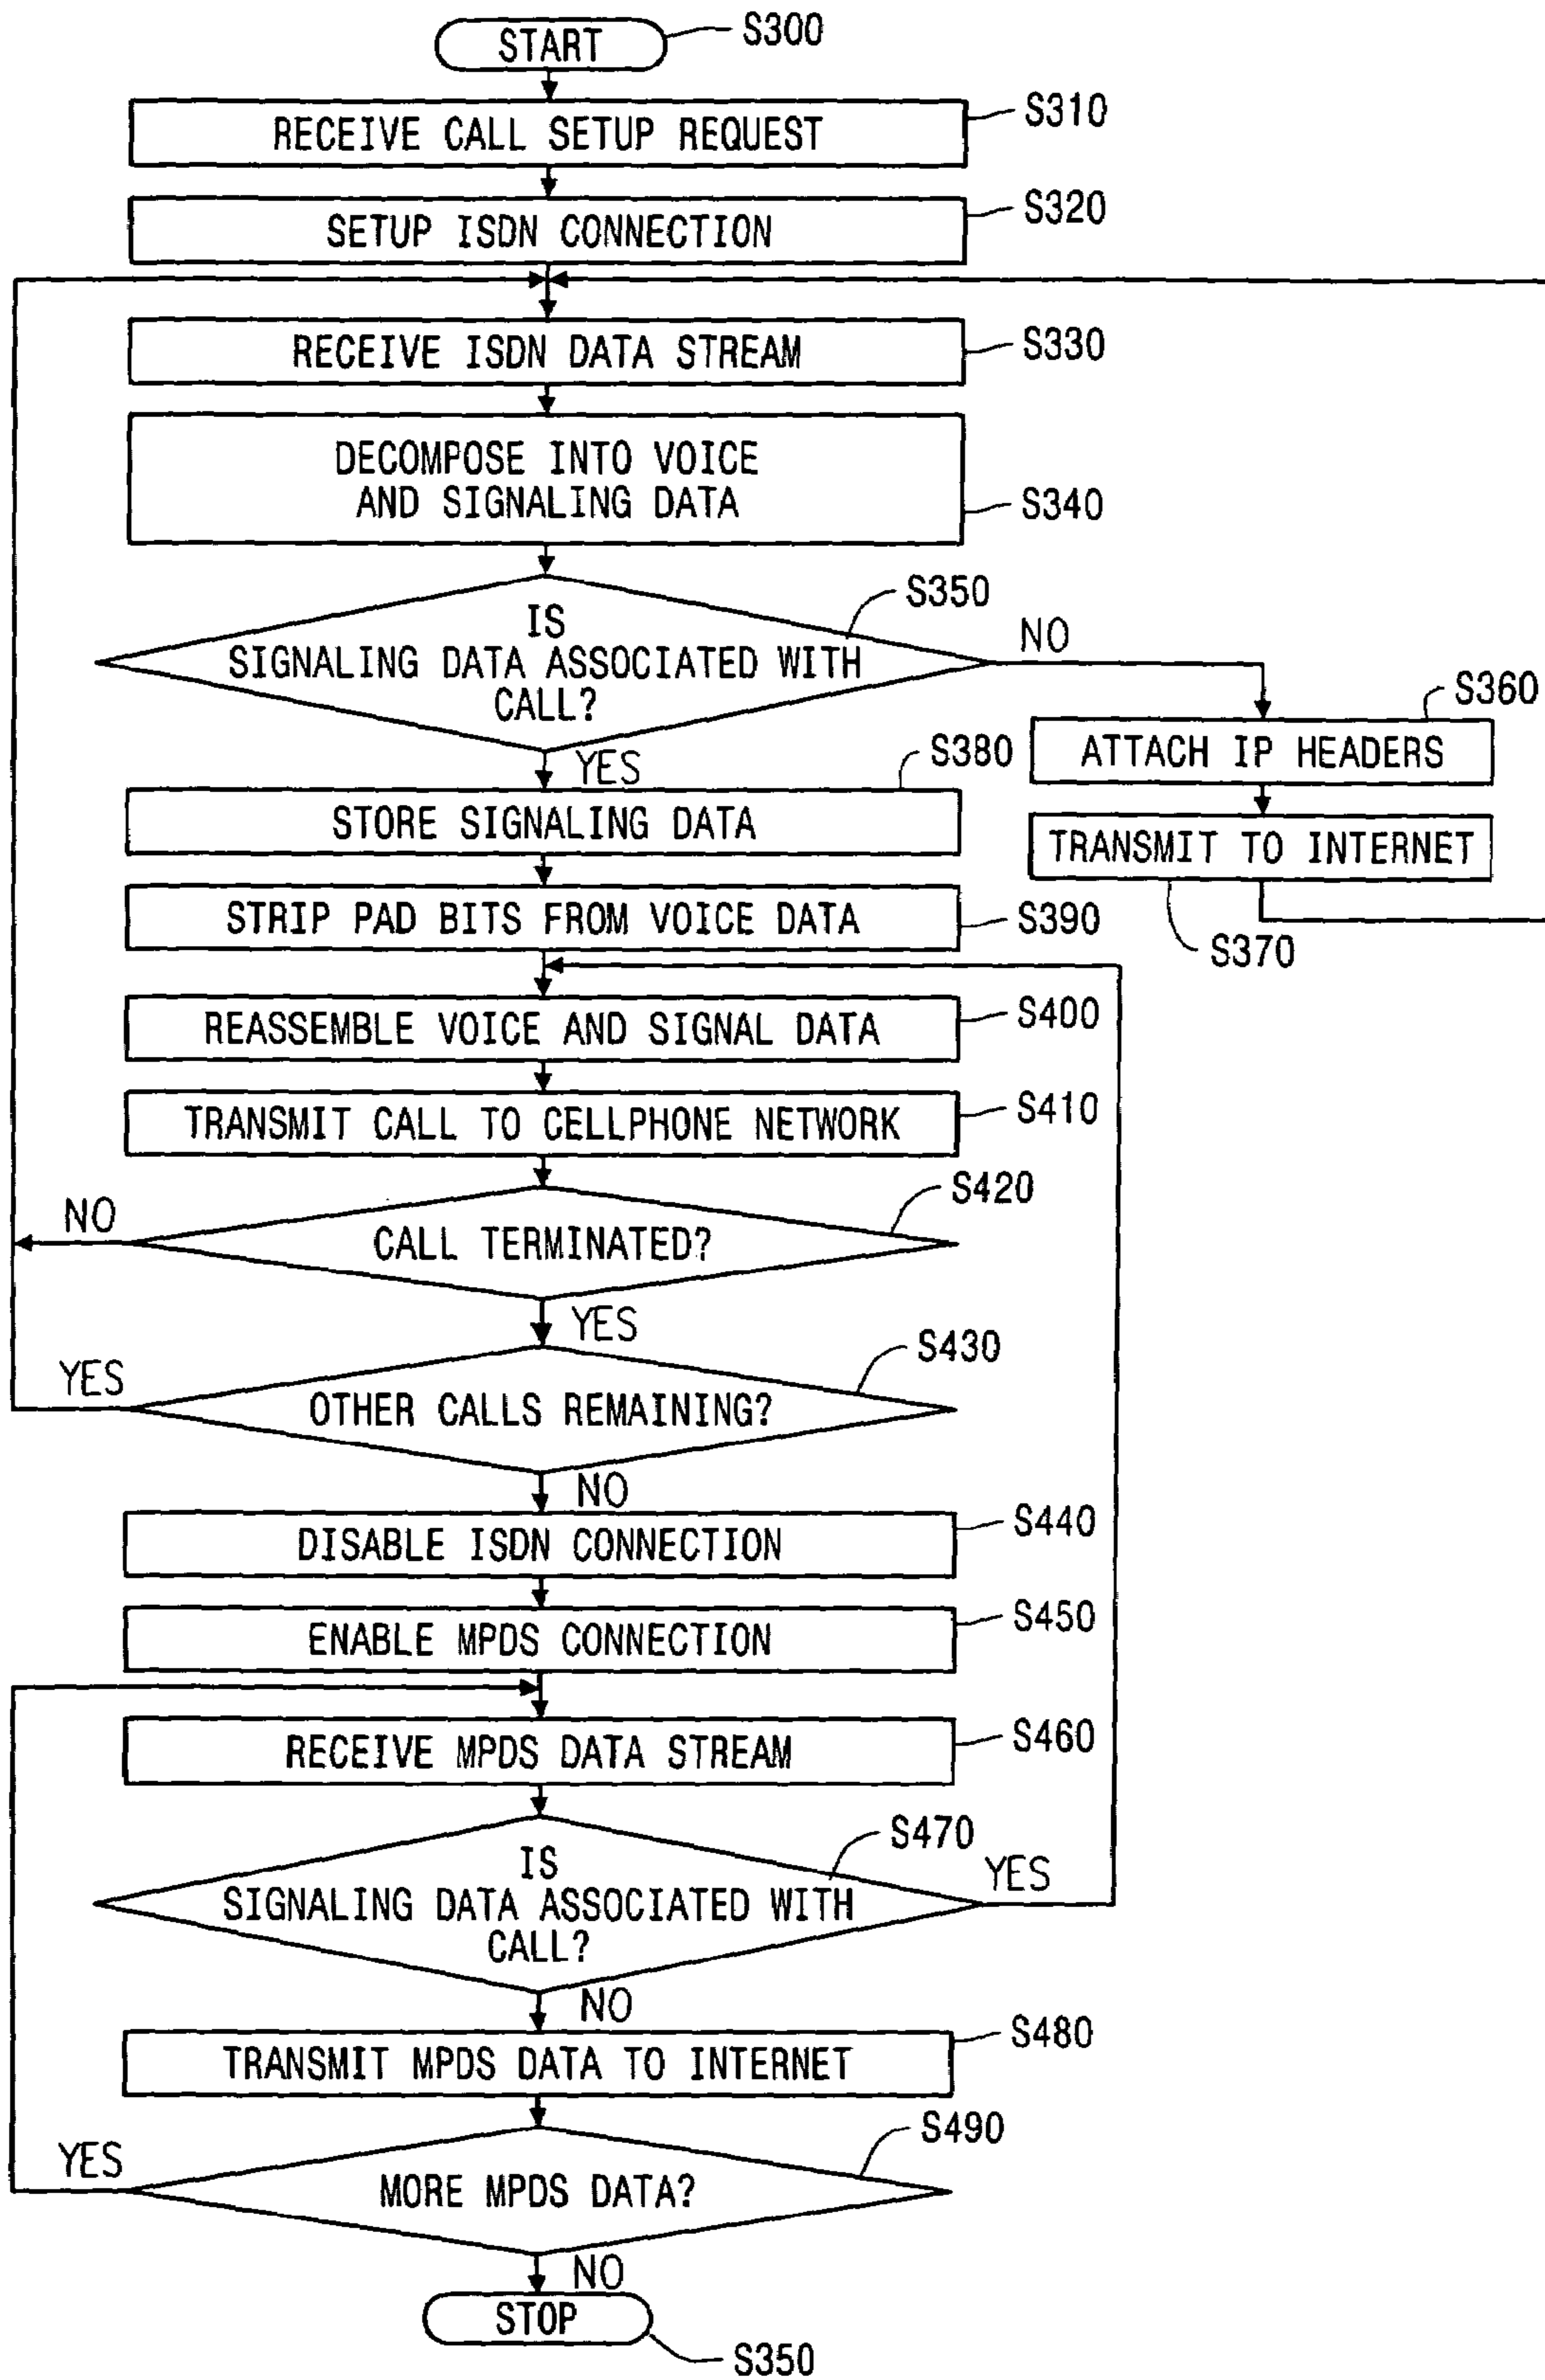 START
S300
RECEIVE CALL SETUP REQUEST
S310
SETUP ISDN CONNECTION
S320
RECEIVE ISDN DATA STREAM
S330
DECOMPOSE INTO VOICE
AND SIGNALING DATA
S340
IS
SIGNALING DATA ASSOCIATED WITH
CALL?
S350
NO
S360
ATTACH IP HEADERS
TRANSMIT TO INTERNET
S370
YES
S380
STORE SIGNALING DATA
STRIP PAD BITS FROM VOICE DATA
S390
REASSEMBLE VOICE AND SIGNAL DATA
S400
TRANSMIT CALL TO CELLPHONE NETWORK
S410
CALL TERMINATED?
S420
NO
YES
OTHER CALLS REMAINING?
S430
YES
NO
DISABLE ISDN CONNECTION
S440
ENABLE MPDS CONNECTION
S450
RECEIVE MPDS DATA STREAM
S460
IS
SIGNALING DATA ASSOCIATED WITH
CALL?
S470
YES
NO
TRANSMIT MPDS DATA TO INTERNET
S480
MORE MPDS DATA?
S490
YES
NO
STOP
S350